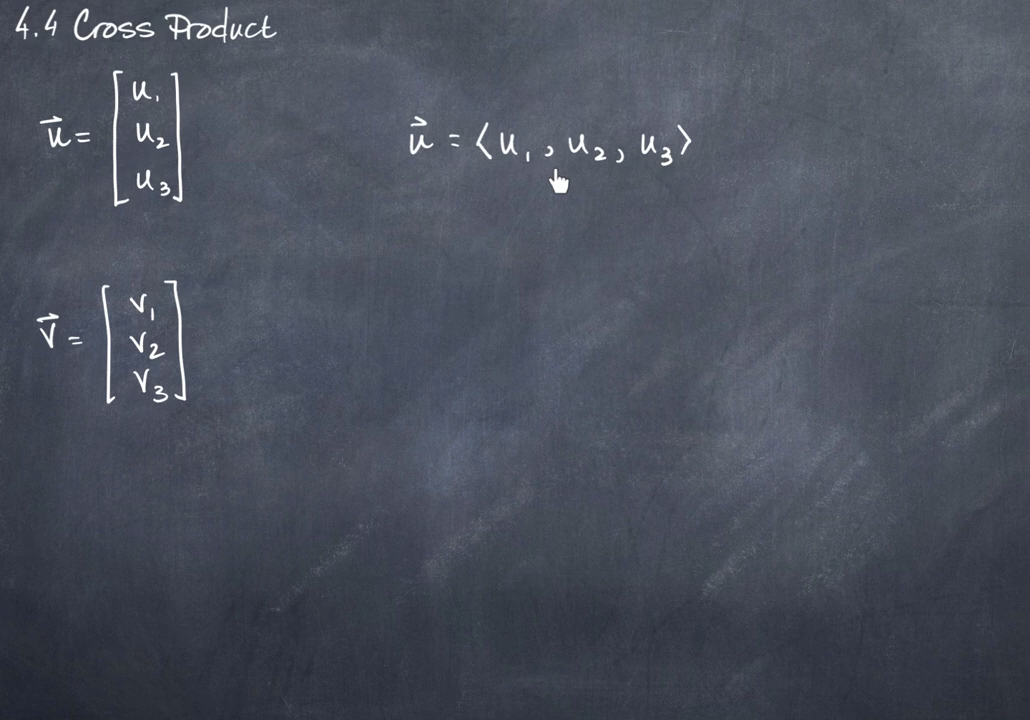 4.4 Cross Product
u⃗ = [u₁
u₂
u₃]
u⃗ = ⟨u₁, u₂, u₃⟩
v⃗ = [v₁
v₂
v₃]